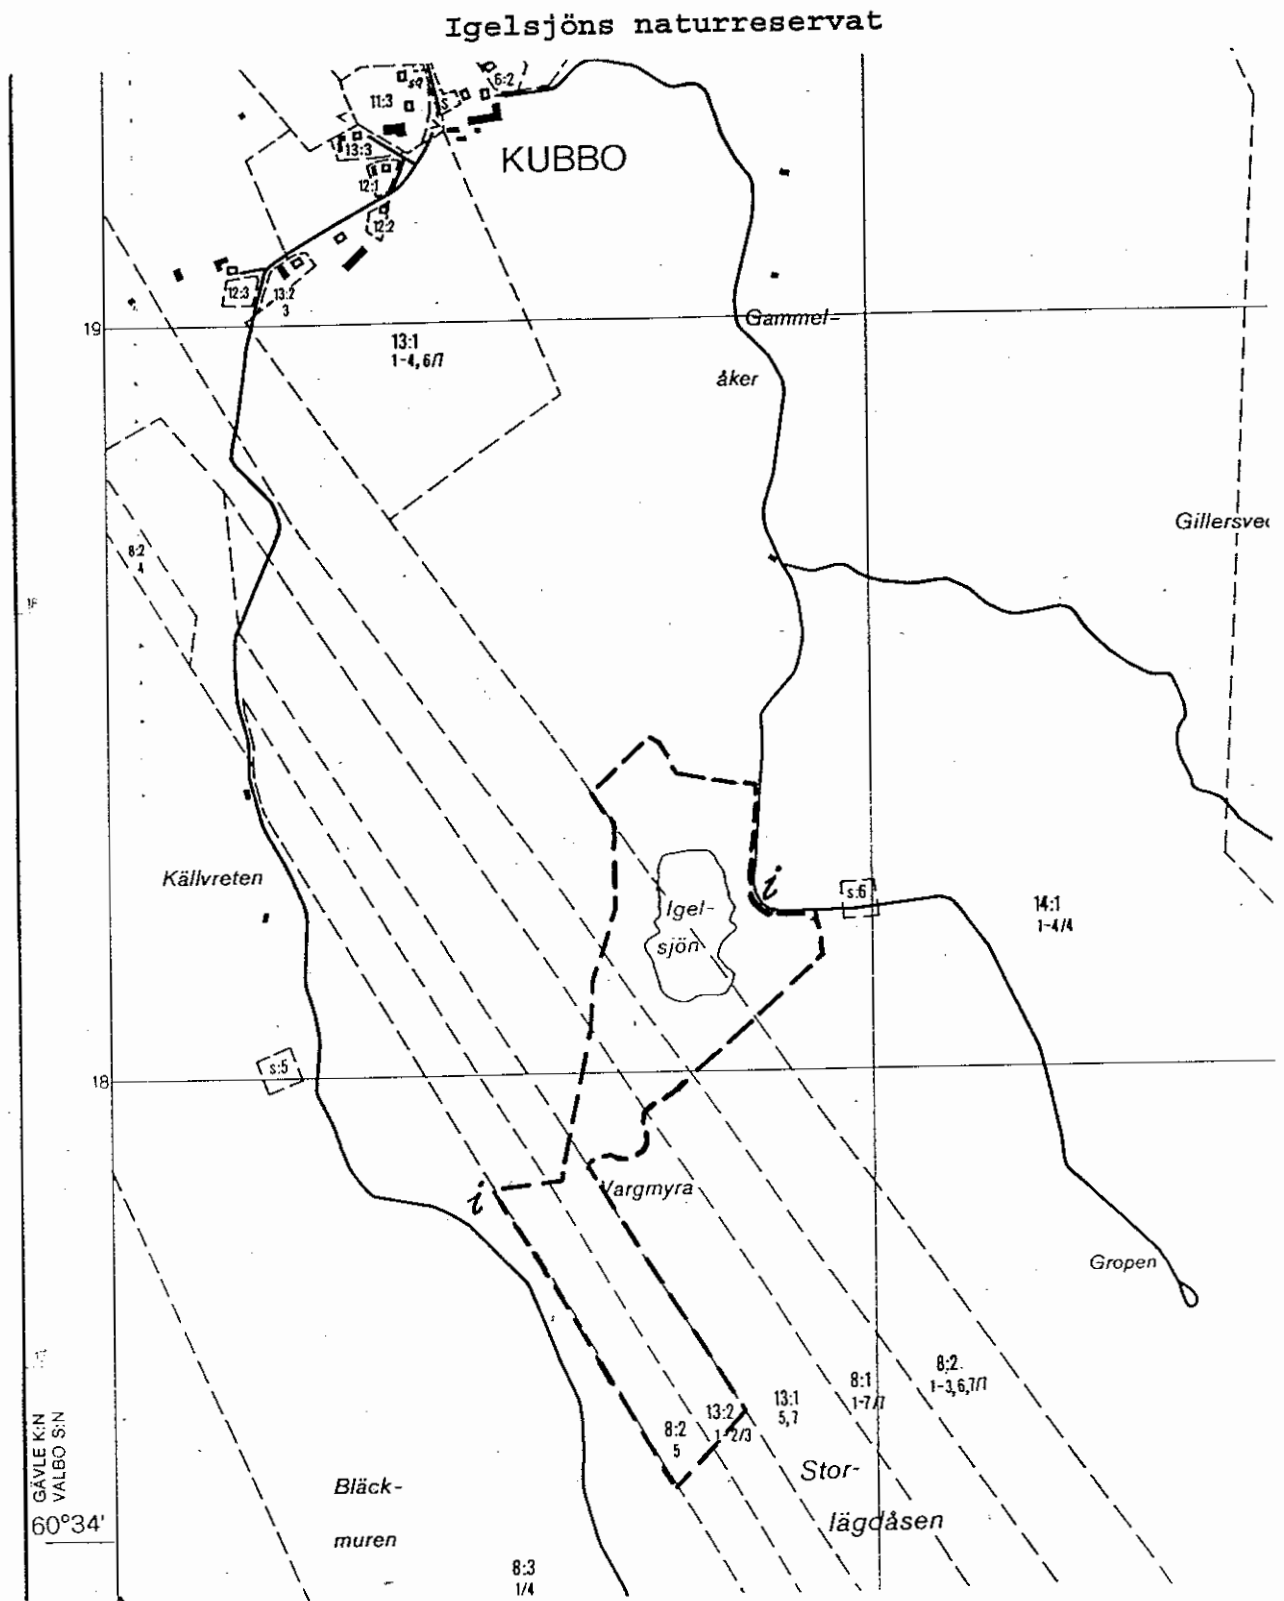 Igelsjöns naturreservat
6:2
s:9
11:3
s
KUBBO
13:3
12:1
12:2
12:3
13:2
3
19
13:1
1-4, 6/7
Gammel-
åker
Gillersved
8:2
4
Källvreten
i
Igel-
sjön
s:6
14:1
1-4/4
s:5
18
i
Vargmyra
Gropen
8:2
1-3,6,7/7
8:1
1-7/7
13:1
5,7
13:2
1-2/3
8:2
5
GÄVLE K:N
VALBO S:N
Stor-
lägdåsen
Bläck-
muren
60°34'
8:3
1/4